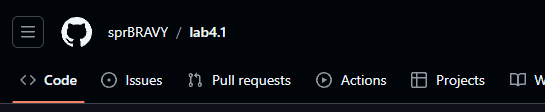 sprBRAVY / lab4.1
Code Issues Pull requests Actions Projects W